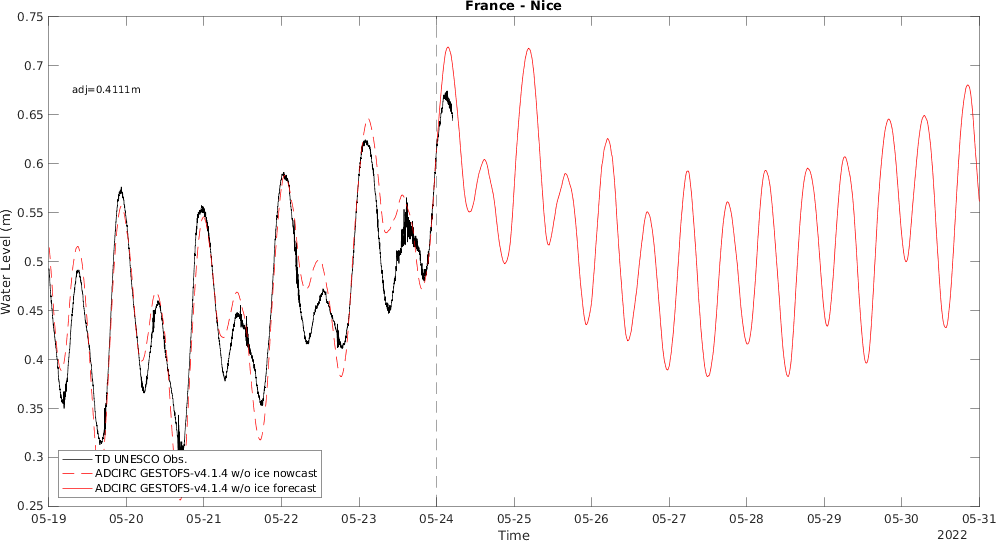 France - Nice
0.75
0.7
0.65
0.6
0.55
0.5
0.45
0.4
0.35
0.3
0.25
Water Level (m)
adj=0.4111m
TD UNESCO Obs.
ADCIRC GESTOFS-v4.1.4 w/o ice nowcast
ADCIRC GESTOFS-v4.1.4 w/o ice forecast
05-19 05-20 05-21 05-22 05-23 05-24 05-25 05-26 05-27 05-28 05-29 05-30 05-31
Time
2022